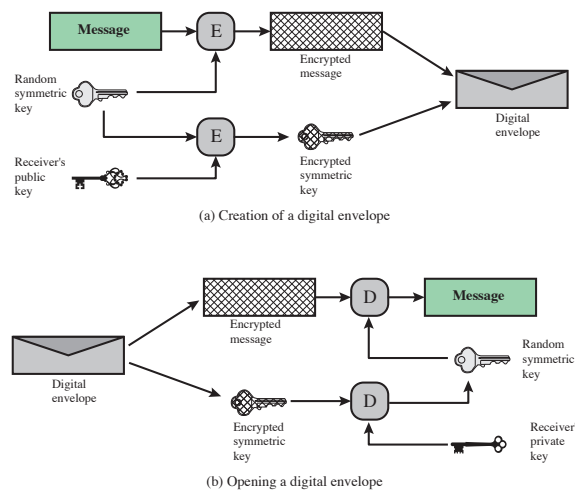 Message
E
Encrypted
message
Random
symmetric
key
Digital
envelope
E
Encrypted
symmetric
key
Receiver's
public
key
(a) Creation of a digital envelope
D
Message
Encrypted
message
Random
symmetric
key
Digital
envelope
D
Encrypted
symmetric
key
Receiver
private
key
(b) Opening a digital envelope